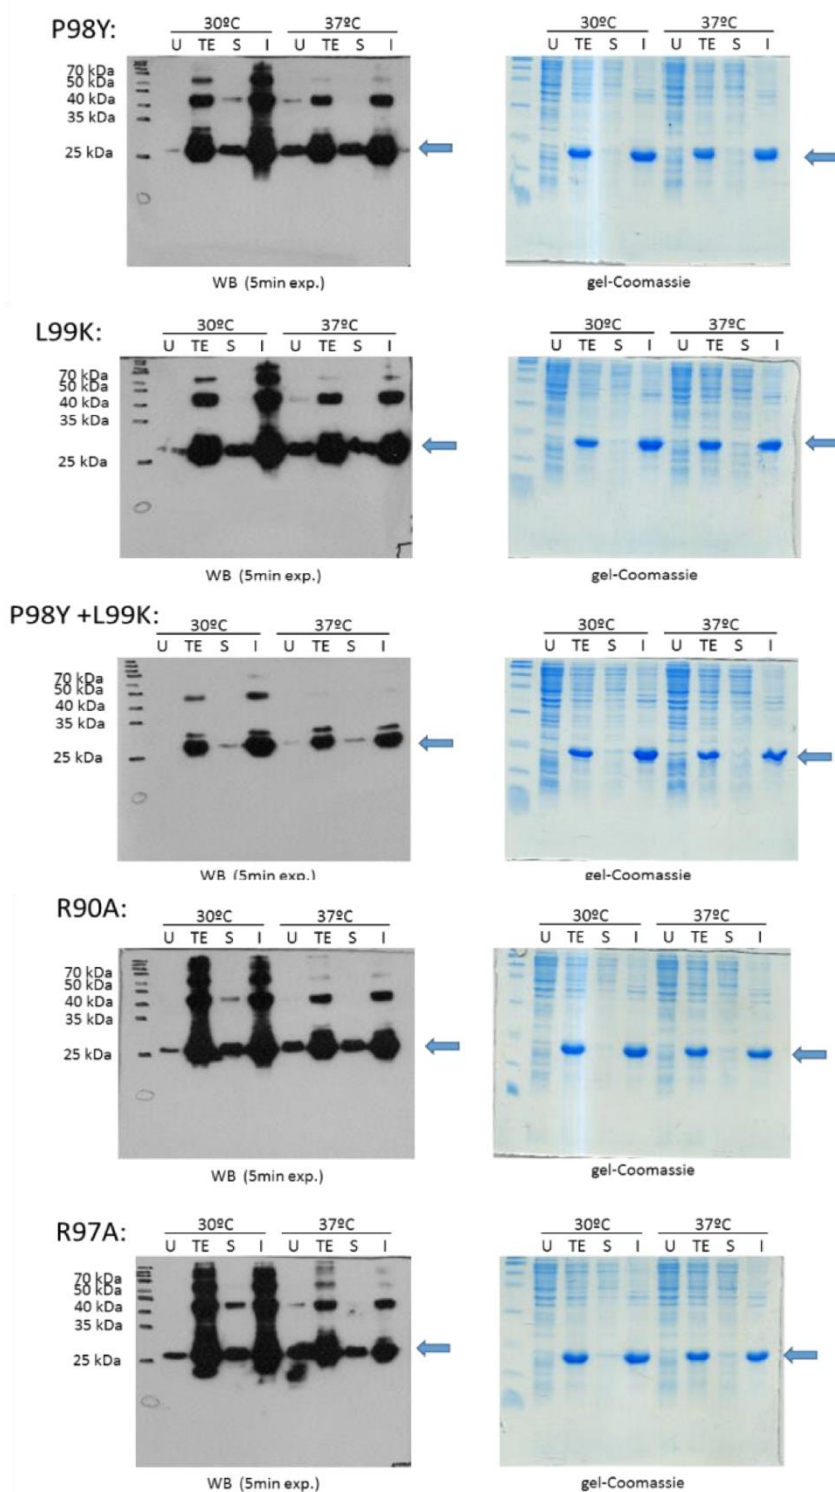 P98Y:
30ºC 37ºC
U TE S I U TE S I
70 kDa
50 kDa
40 kDa
35 kDa
25 kDa
WB (5min exp.)
30ºC 37ºC
U TE S I U TE S I
gel-Coomassie
L99K:
30ºC 37ºC
U TE S I U TE S I
70 kDa
50 kDa
40 kDa
35 kDa
25 kDa
WB (5min exp.)
30ºC 37ºC
U TE S I U TE S I
gel-Coomassie
P98Y +L99K:
30ºC 37ºC
U TE S I U TE S I
70 kDa
50 kDa
40 kDa
35 kDa
25 kDa
WB (5min exp.)
30ºC 37ºC
U TE S I U TE S I
gel-Coomassie
R90A:
30ºC 37ºC
U TE S I U TE S I
70 kDa
50 kDa
40 kDa
35 kDa
25 kDa
WB (5min exp.)
30ºC 37ºC
U TE S I U TE S I
gel-Coomassie
R97A:
30ºC 37ºC
U TE S I U TE S I
70 kDa
50 kDa
40 kDa
35 kDa
25 kDa
WB (5min exp.)
30ºC 37ºC
U TE S I U TE S I
gel-Coomassie